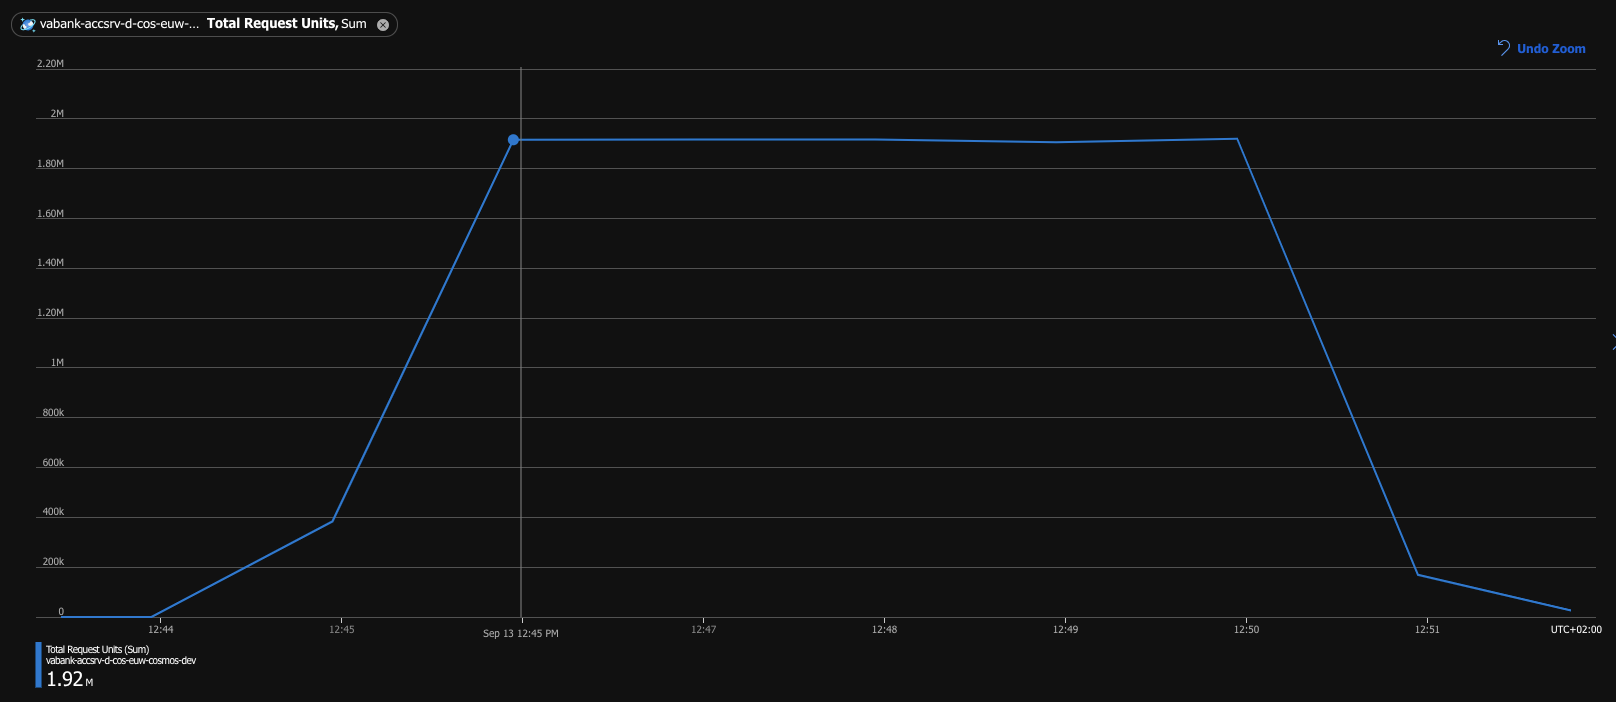 vabank-accsrv-d-cos-euw-... Total Request Units, Sum
Undo Zoom
2.20M
2M
1.80M
1.60M
1.40M
1.20M
1M
800k
600k
400k
200k
0
12:44 12:45 Sep 13 12:45 PM 12:47 12:48 12:49 12:50 12:51 UTC+02:00
Total Request Units (Sum)
vabank-accsrv-d-cos-euw-cosmos-dev
1.92 M